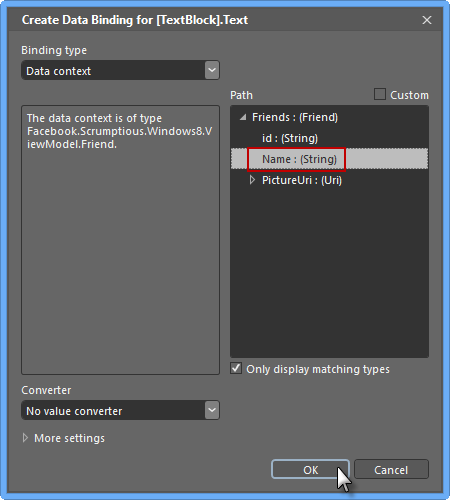 Create Data Binding for [TextBlock].Text
Binding type
Data context
The data context is of type
Facebook.Scrumptious.Windows8.V
iewModel.Friend.
Path
Custom
Friends : (Friend)
id : (String)
Name : (String)
PictureUri : (Uri)
Only display matching types
Converter
No value converter
More settings
OK
Cancel